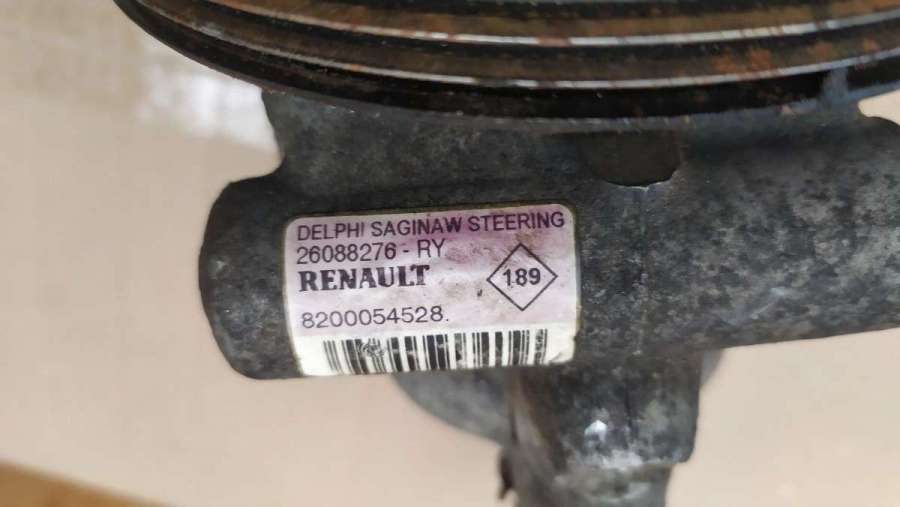 DELPHI SAGINAW STEERING
26088276 - RY
RENAULT
189
8200054528.